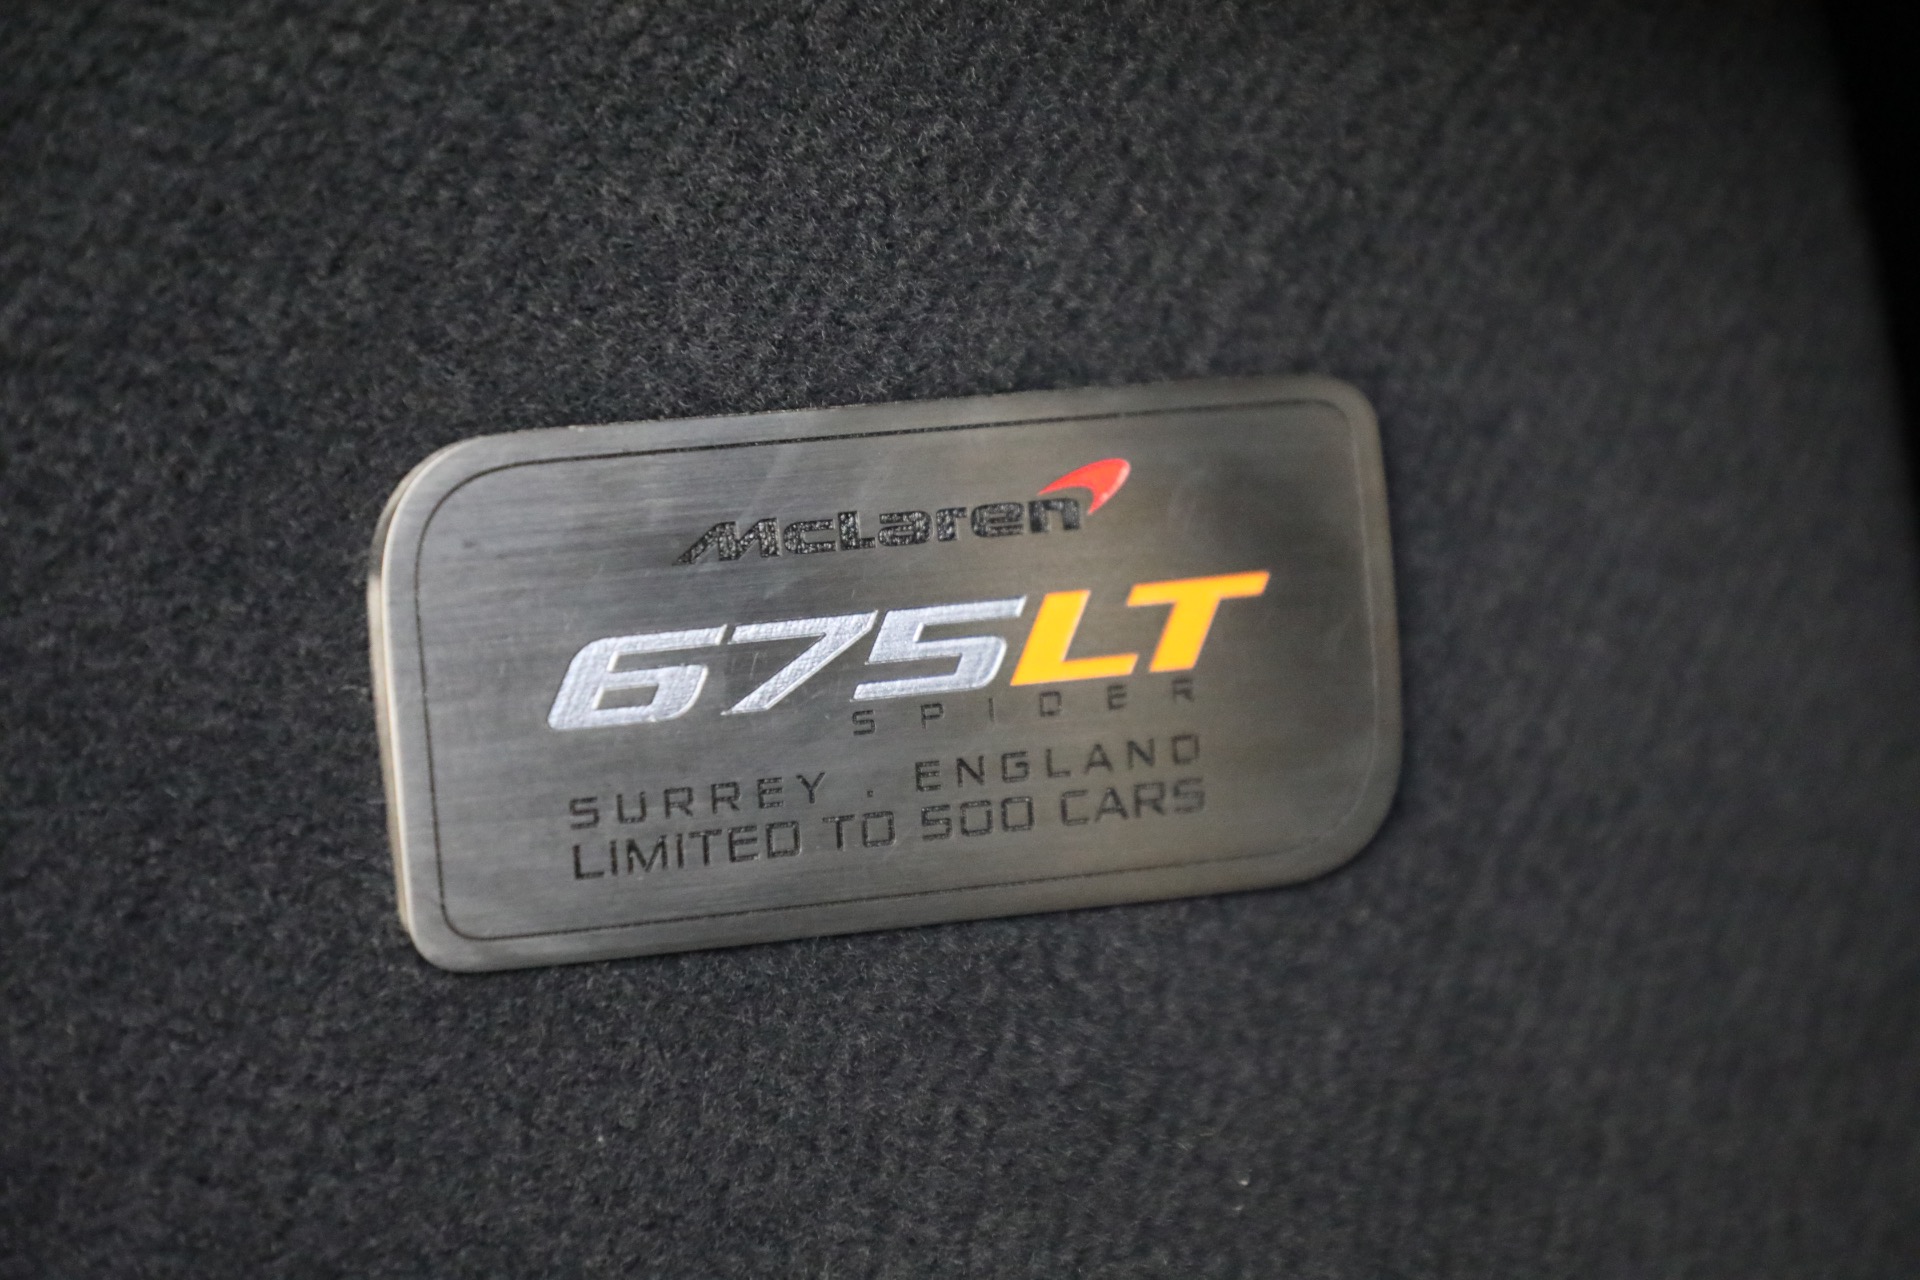 McLaren
675LT
SPIDER
SURREY . ENGLAND
LIMITED TO 500 CARS